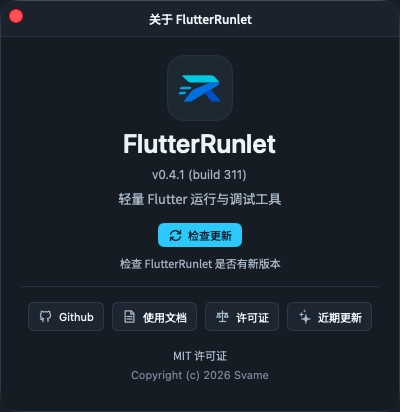 关于 FlutterRunlet
FlutterRunlet
v0.4.1 (build 311)
轻量 Flutter 运行与调试工具
检查更新
检查 FlutterRunlet 是否有新版本
Github 使用文档 许可证 近期更新
MIT 许可证
Copyright (c) 2026 Svame